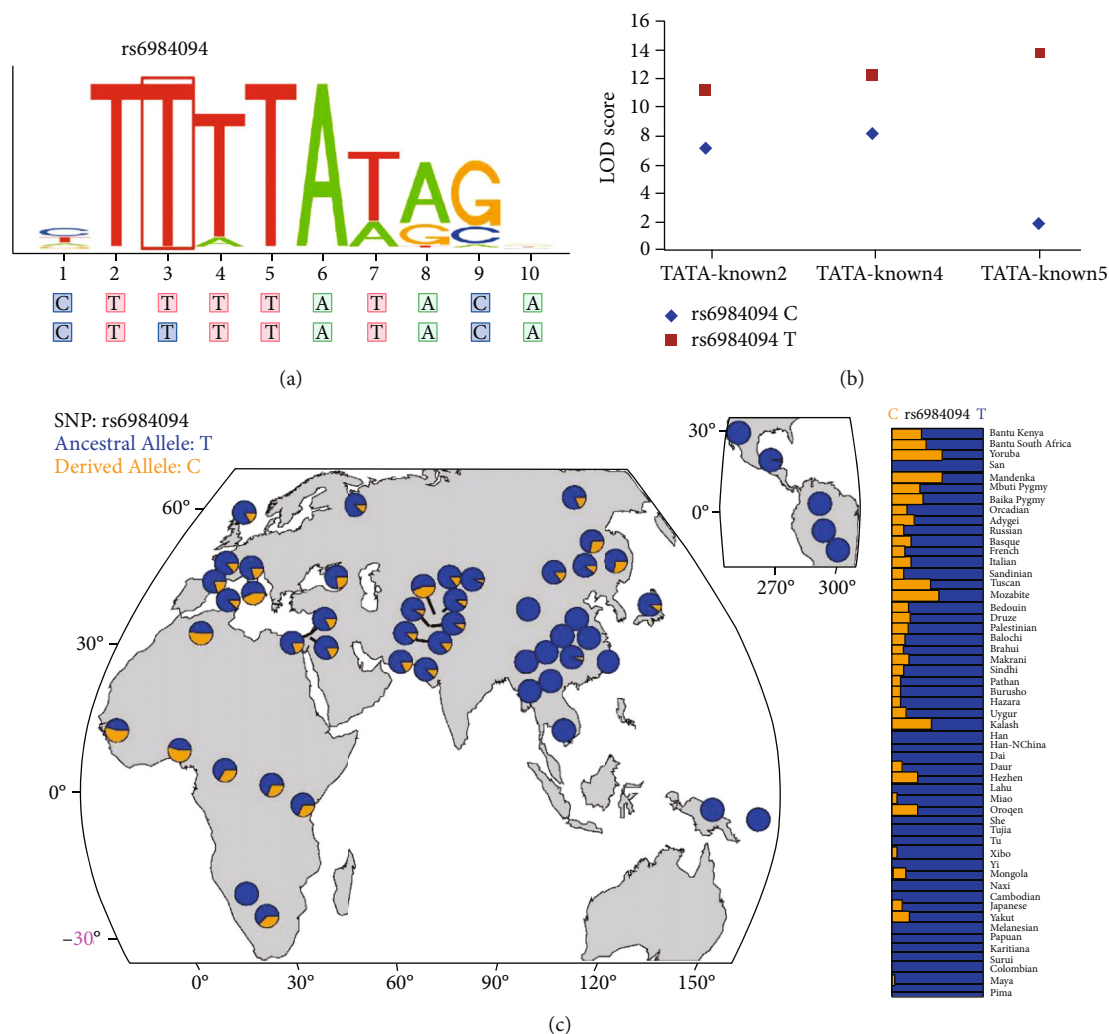 rs6984094
1 2 3 4 5 6 7 8 9 10
C T T T T A T A C A
C T T T T A T A C A
(a)
16
14
12
10
8
6
4
2
0
LOD score
TATA-known2 TATA-known4 TATA-known5
rs6984094 C
rs6984094 T
(b)
SNP: rs6984094
Ancestral Allele: T
Derived Allele: C
60°
30°
0°
–30°
0° 30° 60° 90° 120° 150°
30°
0°
270° 300°
C rs6984094 T
Bantu Kenya
Bantu South Africa
Yoruba
San
Mandenka
Mbuti Pygmy
Baika Pygmy
Orcadian
Adygei
Russian
Basque
French
Italian
Sandinian
Tuscan
Mozabite
Bedouin
Druze
Palestinian
Balochi
Brahui
Makrani
Sindhi
Pathan
Burusho
Hazara
Uygur
Kalash
Han
Han-NChina
Dai
Daur
Hezhen
Lahu
Miao
Oroqen
She
Tujia
Tu
Xibo
Yi
Mongola
Naxi
Cambodian
Japanese
Yakut
Melanesian
Papuan
Karitiana
Surui
Colombian
Maya
Pima
(c)